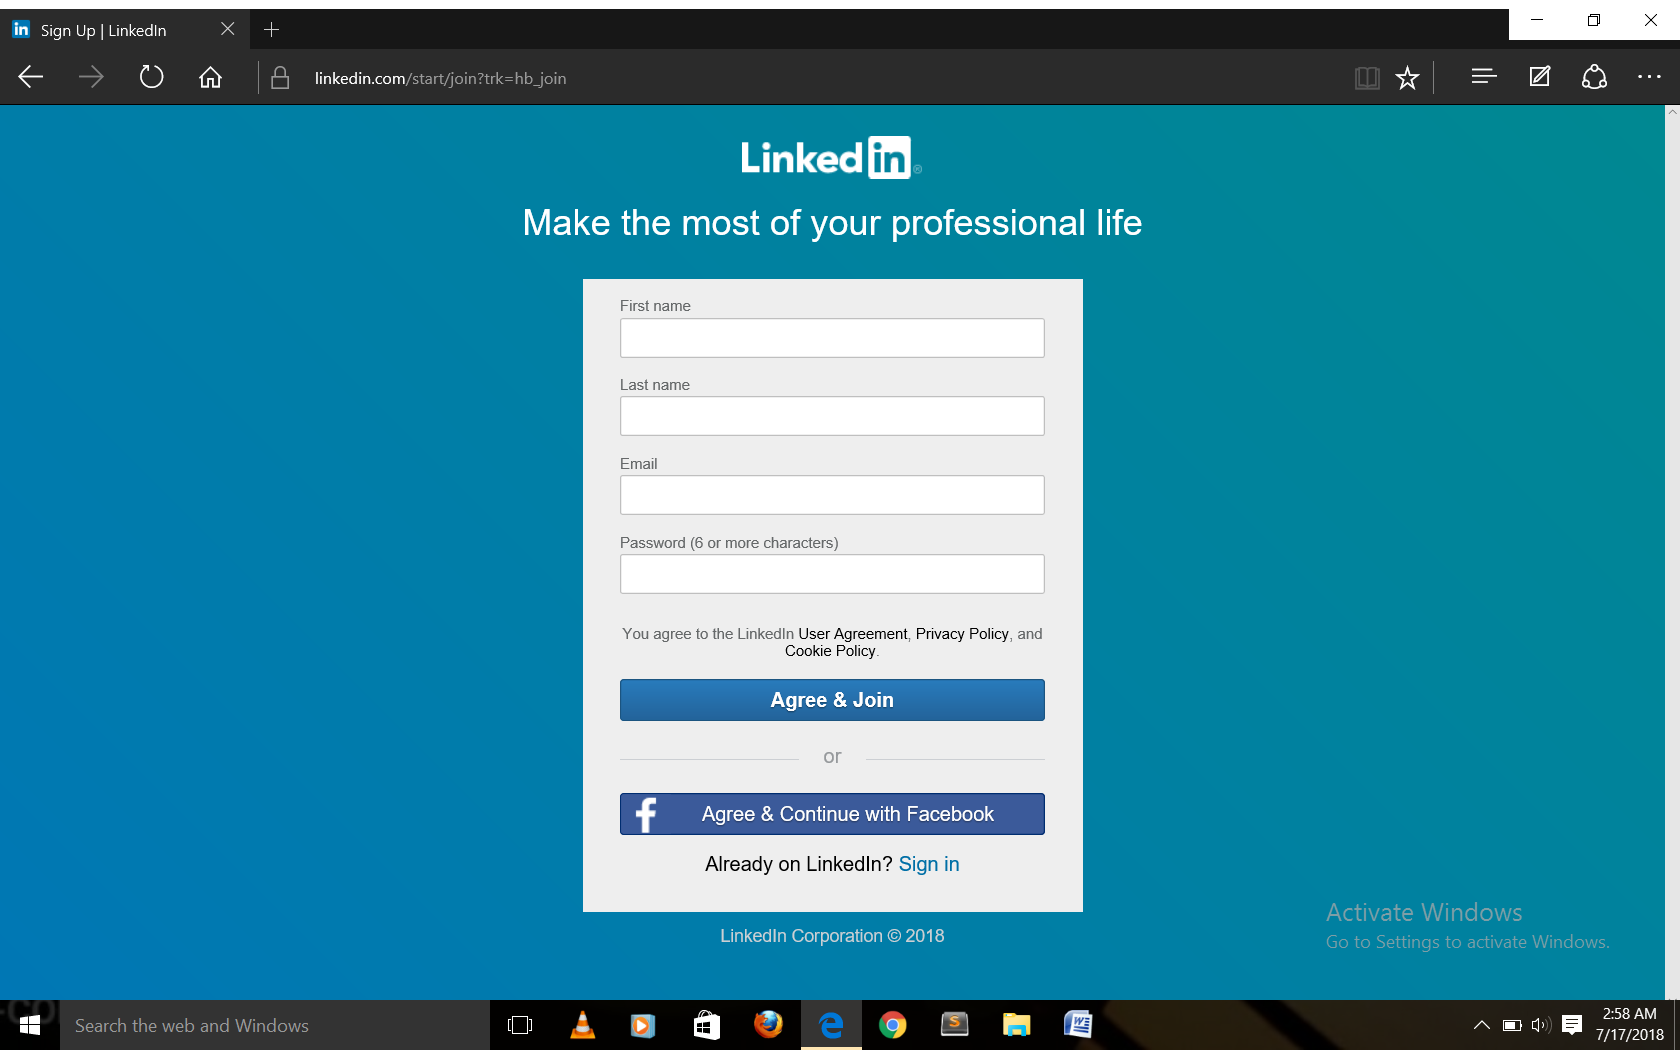 Sign Up | LinkedIn
linkedin.com/start/join?trk=hb_join
Linked in ®
Make the most of your professional life
First name
Last name
Email
Password (6 or more characters)
You agree to the LinkedIn User Agreement, Privacy Policy, and
Cookie Policy.
Agree & Join
or
f Agree & Continue with Facebook
Already on LinkedIn? Sign in
LinkedIn Corporation © 2018
Activate Windows
Go to Settings to activate Windows.
Search the web and Windows
2:58 AM
7/17/2018